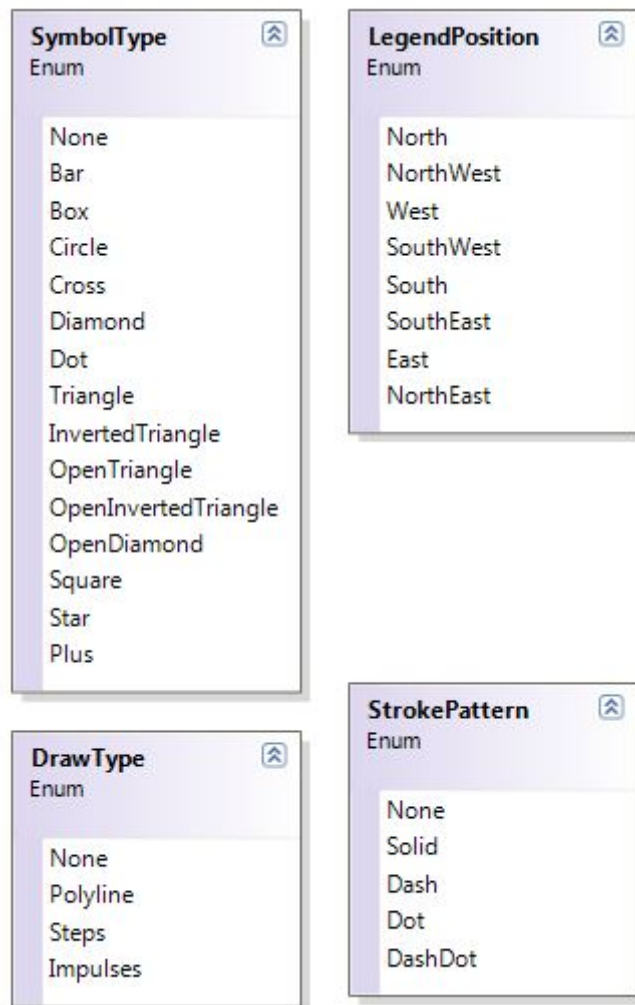 SymbolType
Enum
None
Bar
Box
Circle
Cross
Diamond
Dot
Triangle
InvertedTriangle
OpenTriangle
OpenInvertedTriangle
OpenDiamond
Square
Star
Plus
LegendPosition
Enum
North
NorthWest
West
SouthWest
South
SouthEast
East
NorthEast
DrawType
Enum
None
Polyline
Steps
Impulses
StrokePattern
Enum
None
Solid
Dash
Dot
DashDot